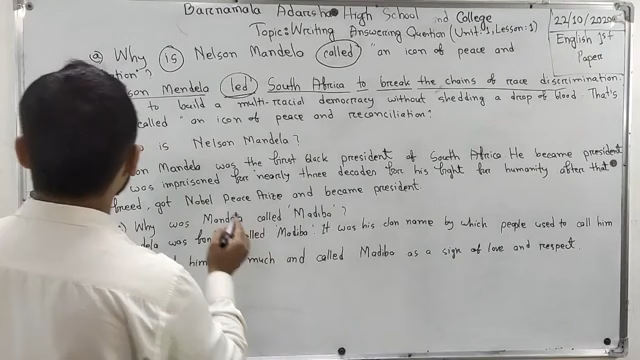 Barnamala Adarsha High School and College
Topic: Writing Answering Question (Unit: 1, Lesson: 1)
22/10/2020
English 1st
Paper
a) Why is Nelson Mandela called "an icon of peace and
Nelson Mendela led South Africa to break the chains of race discrimination.
to build a multi-racial democracy without shedding a drop of blood. That's
called "an icon of peace and reconciliation".
is Nelson Mandela?
Mandela was the first black president of South Africa. He became president
was imprisoned for nearly three decades for his fight for humanity after that
freed, got Nobel Peace Prize and became president.
c) Why was Mandela called 'Madiba'?
was called 'Madiba'. It was his clan name by which people used to call him
him much and called Madiba as a sign of love and respect.